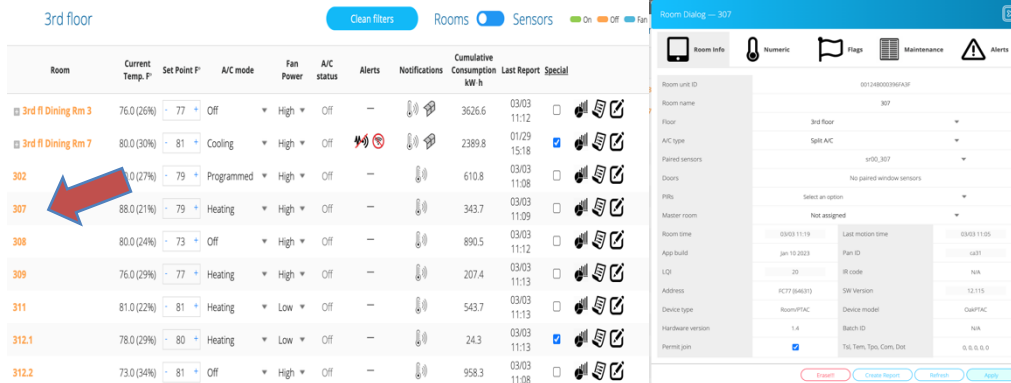 3rd floor
Clean filters
Rooms Sensors
On Off Fan
Room Current Temp. F° Set Point F° A/C mode Fan Power A/C status Alerts Notifications Cumulative Consumption kW·h Last Report Special
3rd fl Dining Rm 3 76.0 (26%) - 77 + Off High Off — 3626.6 03/03 11:12
3rd fl Dining Rm 7 80.0 (30%) - 81 + Cooling High Off 2389.8 01/29 15:18
302 .0 (27%) - 79 + Programmed High Off — 610.8 03/03 11:08
307 88.0 (21%) - 79 + Heating High Off — 343.7 03/03 11:09
308 80.0 (24%) - 73 + Off High Off — 890.5 03/03 11:12
309 76.0 (29%) - 77 + Heating High Off — 207.4 03/03 11:13
311 81.0 (22%) - 81 + Heating Low Off — 543.7 03/03 11:13
312.1 78.0 (29%) - 80 + Heating Low Off — 24.3 03/03 11:13
312.2 73.0 (34%) - 81 + Off High Off — 958.3 03/03 11:08
Room Dialog — 307
Room Info Numeric Flags Maintenance Alerts
Room unit ID 001248000396FA3F
Room name 307
Floor 3rd floor
A/C type Split A/C
Paired sensors sr00_307
Doors No paired window sensors
PIRs Select an option
Master room Not assigned
Room time 03/03 11:19 Last motion time 03/03 11:05
App build Jan 10 2023 Pan ID ca31
LQI 20 IR code N/A
Address FC77 (64631) SW Version 12.115
Device type Room/PTAC Device model OakPTAC
Hardware version 1.4 Batch ID N/A
Permit join Tsl, Tem, Tpo, Com, Dot 0, 0, 0, 0, 0
Erase!! Create Report Refresh Apply